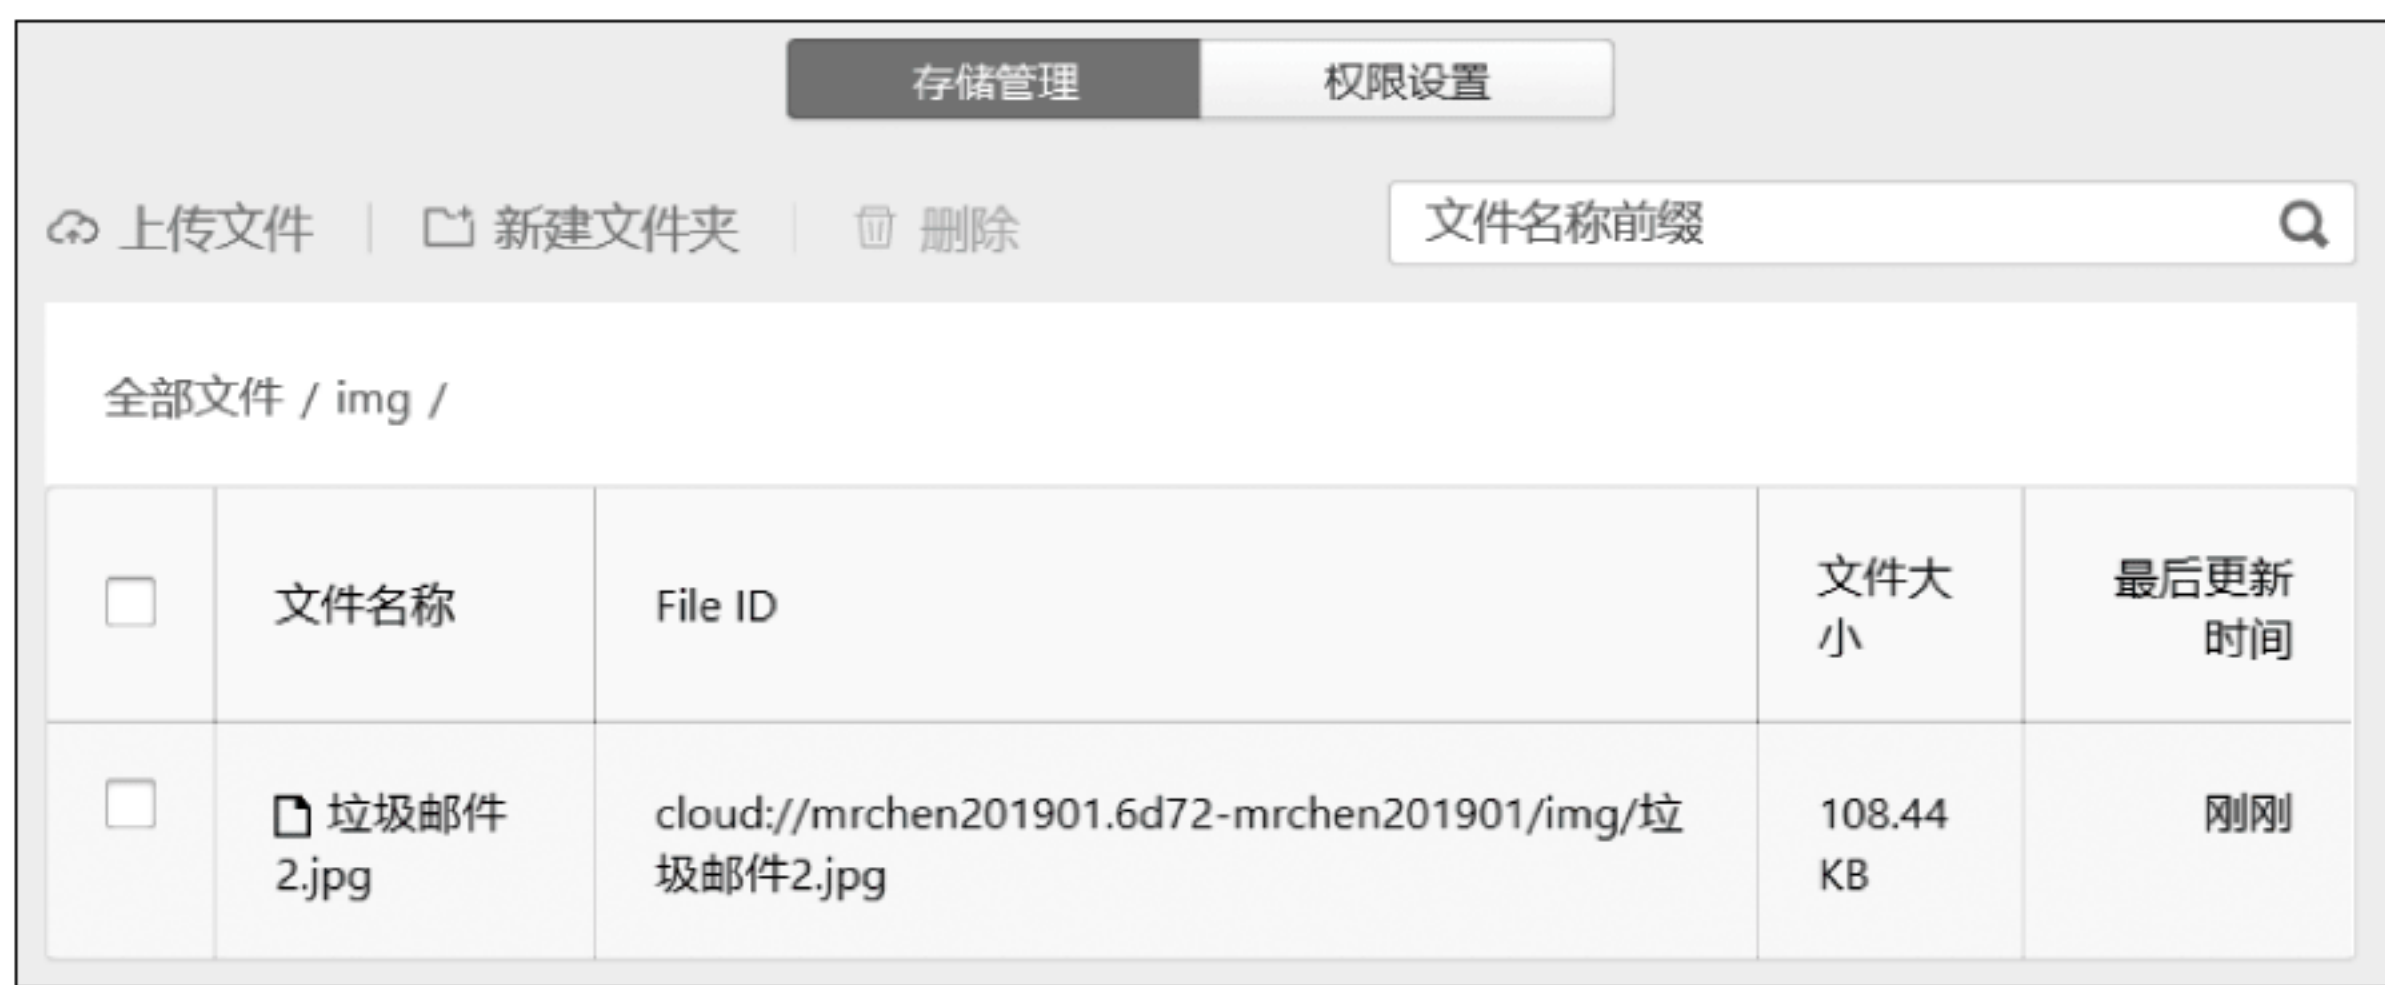 存储管理 权限设置
上传文件 新建文件夹 删除 文件名称前缀
全部文件 / img /
文件名称 File ID 文件大
小 最后更新
时间
垃圾邮件
2.jpg
cloud://mrchen201901.6d72-mrchen201901/img/垃
圾邮件2.jpg
108.44
KB
刚刚